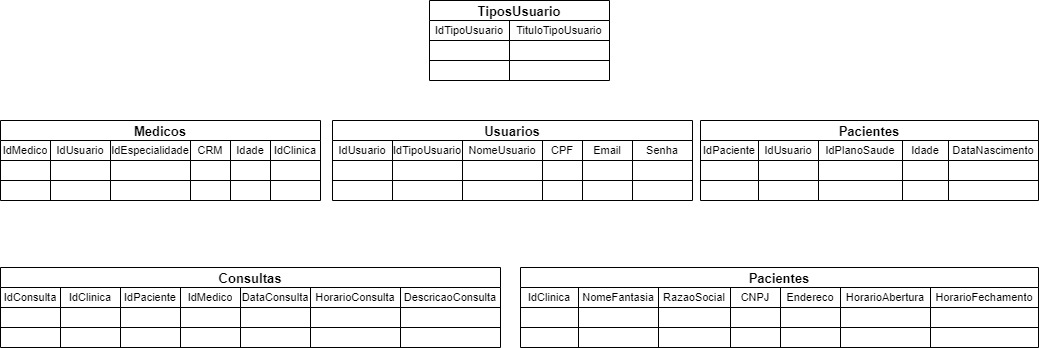 TiposUsuario
IdTipoUsuario TituloTipoUsuario
Medicos
IdMedico IdUsuario IdEspecialidade CRM Idade IdClinica
Usuarios
IdUsuario IdTipoUsuario NomeUsuario CPF Email Senha
Pacientes
IdPaciente IdUsuario IdPlanoSaude Idade DataNascimento
Consultas
IdConsulta IdClinica IdPaciente IdMedico DataConsulta HorarioConsulta DescricaoConsulta
Pacientes
IdClinica NomeFantasia RazaoSocial CNPJ Endereco HorarioAbertura HorarioFechamento